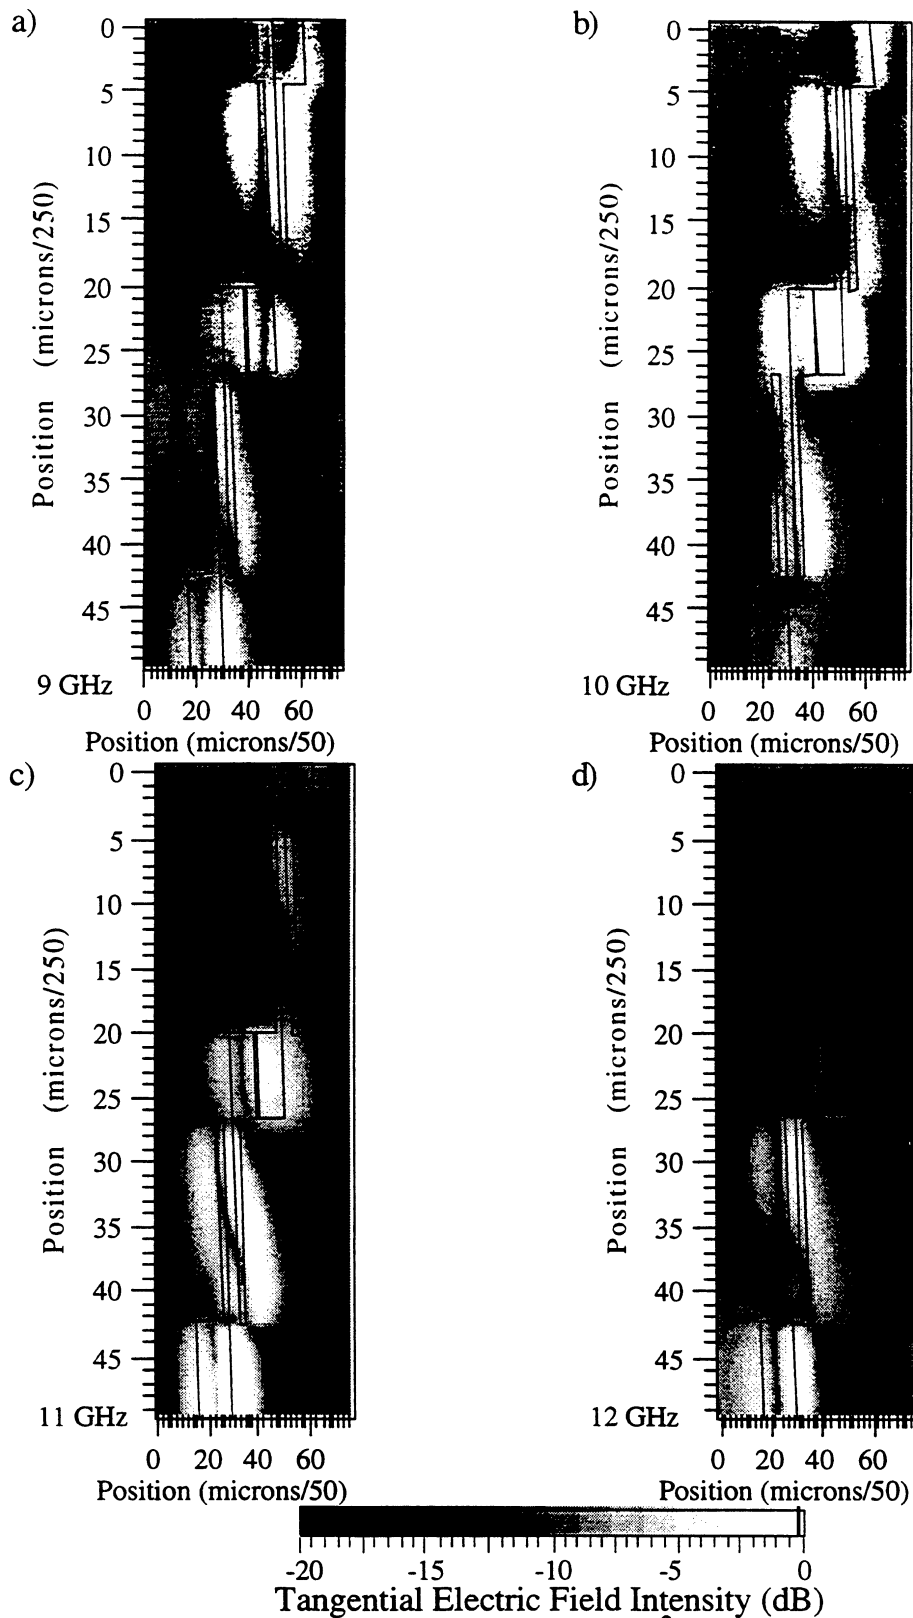 a)
0
5
10
15
20
25
30
35
40
45
Position (microns/250)
9 GHz
0 20 40 60
Position (microns/50)
b)
0
5
10
15
20
25
30
35
40
45
Position (microns/250)
10 GHz
0 20 40 60
Position (microns/50)
c)
0
5
10
15
20
25
30
35
40
45
Position (microns/250)
11 GHz
0 20 40 60
Position (microns/50)
d)
0
5
10
15
20
25
30
35
40
45
Position (microns/250)
12 GHz
0 20 40 60
Position (microns/50)
-20 -15 -10 -5 0
Tangential Electric Field Intensity (dB)